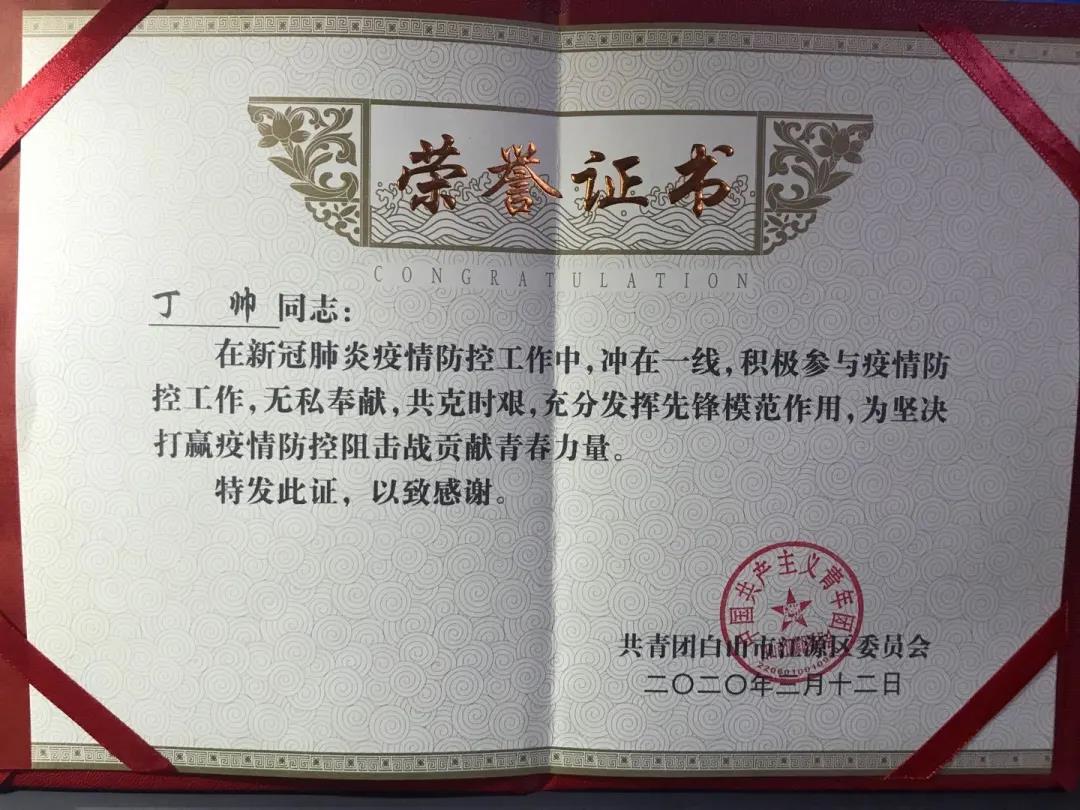 荣誉证书
CONGRATULATION
丁 帅 同志：
在新冠肺炎疫情防控工作中，冲在一线，积极参与疫情防
控工作，无私奉献，共克时艰，充分发挥先锋模范作用，为坚决
打赢疫情防控阻击战贡献青春力量。
特发此证，以致感谢。
中国共产主义青年团
共青团白山市江源区委员会
二〇二〇年三月十二日